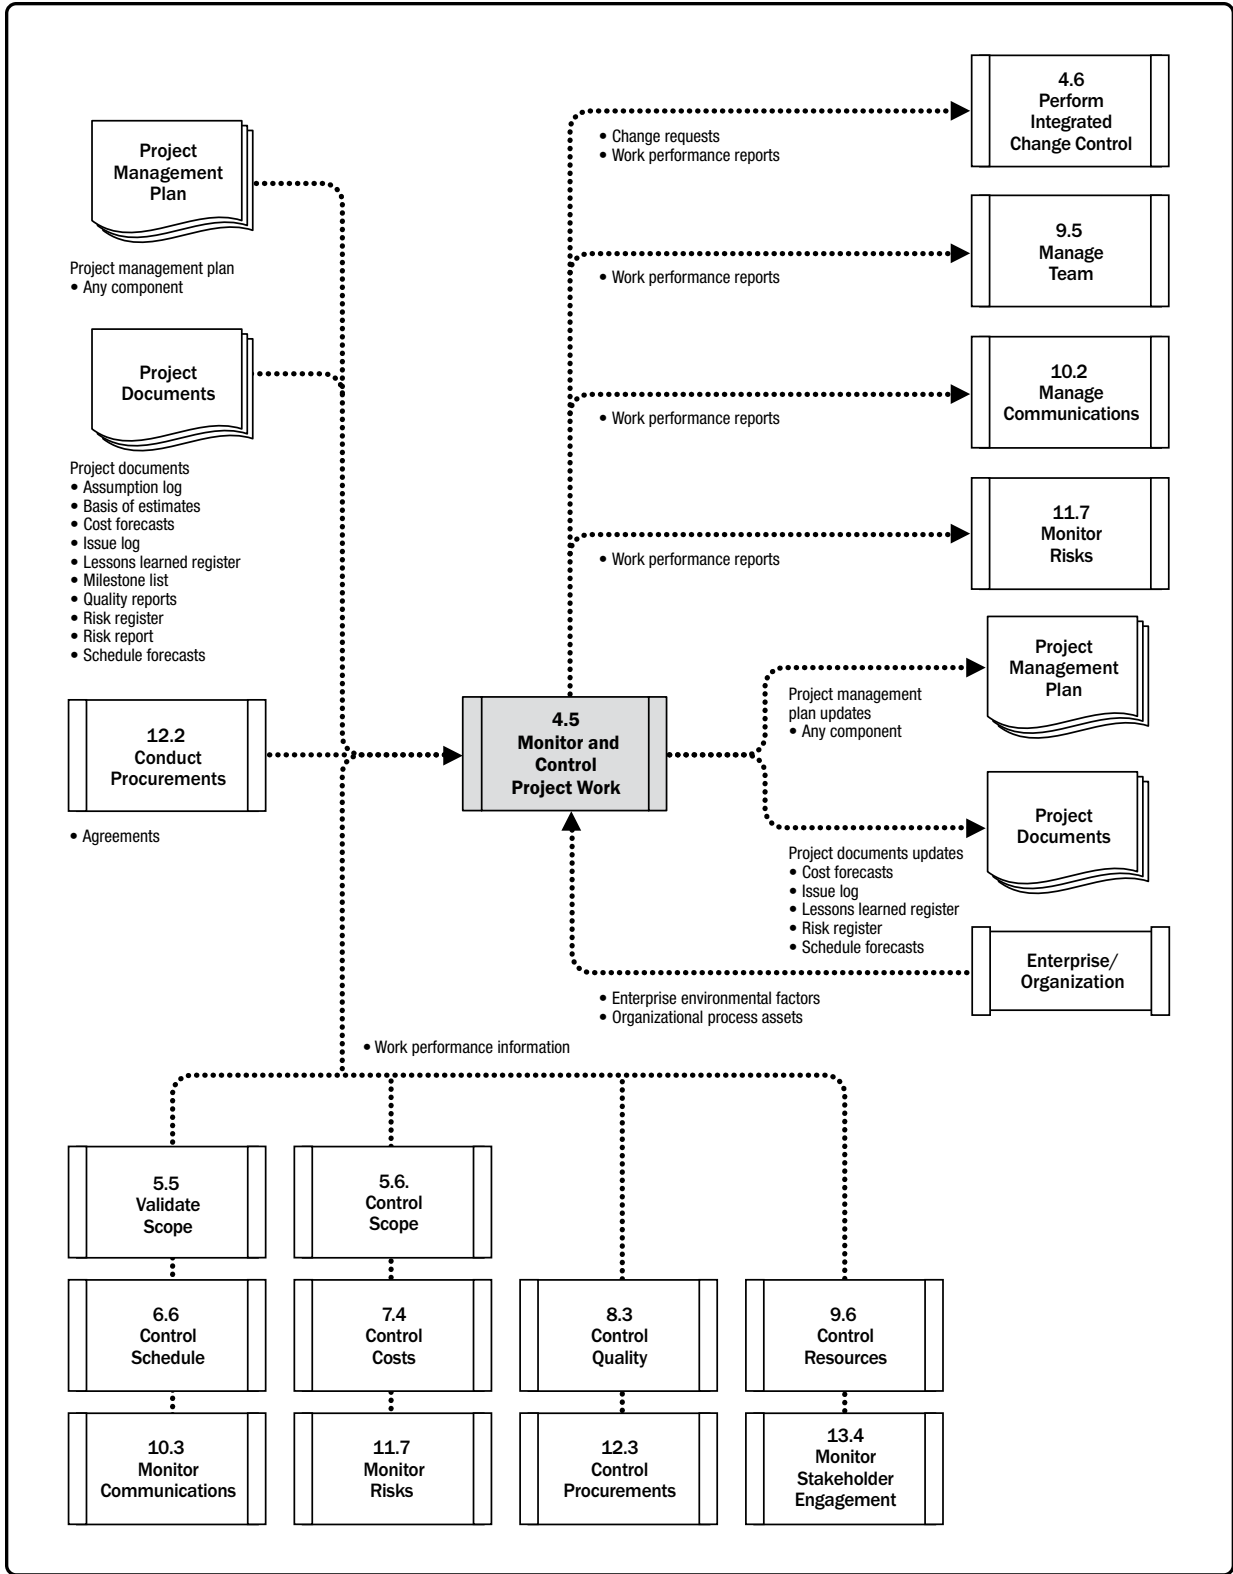 Project
Management
Plan
Project management plan
• Any component
Project
Documents
Project documents
• Assumption log
• Basis of estimates
• Cost forecasts
• Issue log
• Lessons learned register
• Milestone list
• Quality reports
• Risk register
• Risk report
• Schedule forecasts
12.2
Conduct
Procurements
• Agreements
4.5
Monitor and
Control
Project Work
• Change requests
• Work performance reports
4.6
Perform
Integrated
Change Control
• Work performance reports
9.5
Manage
Team
• Work performance reports
10.2
Manage
Communications
• Work performance reports
11.7
Monitor
Risks
Project management
plan updates
• Any component
Project
Management
Plan
Project documents updates
• Cost forecasts
• Issue log
• Lessons learned register
• Risk register
• Schedule forecasts
Project
Documents
Enterprise/
Organization
• Enterprise environmental factors
• Organizational process assets
• Work performance information
5.5
Validate
Scope
5.6.
Control
Scope
6.6
Control
Schedule
7.4
Control
Costs
8.3
Control
Quality
9.6
Control
Resources
10.3
Monitor
Communications
11.7
Monitor
Risks
12.3
Control
Procurements
13.4
Monitor
Stakeholder
Engagement